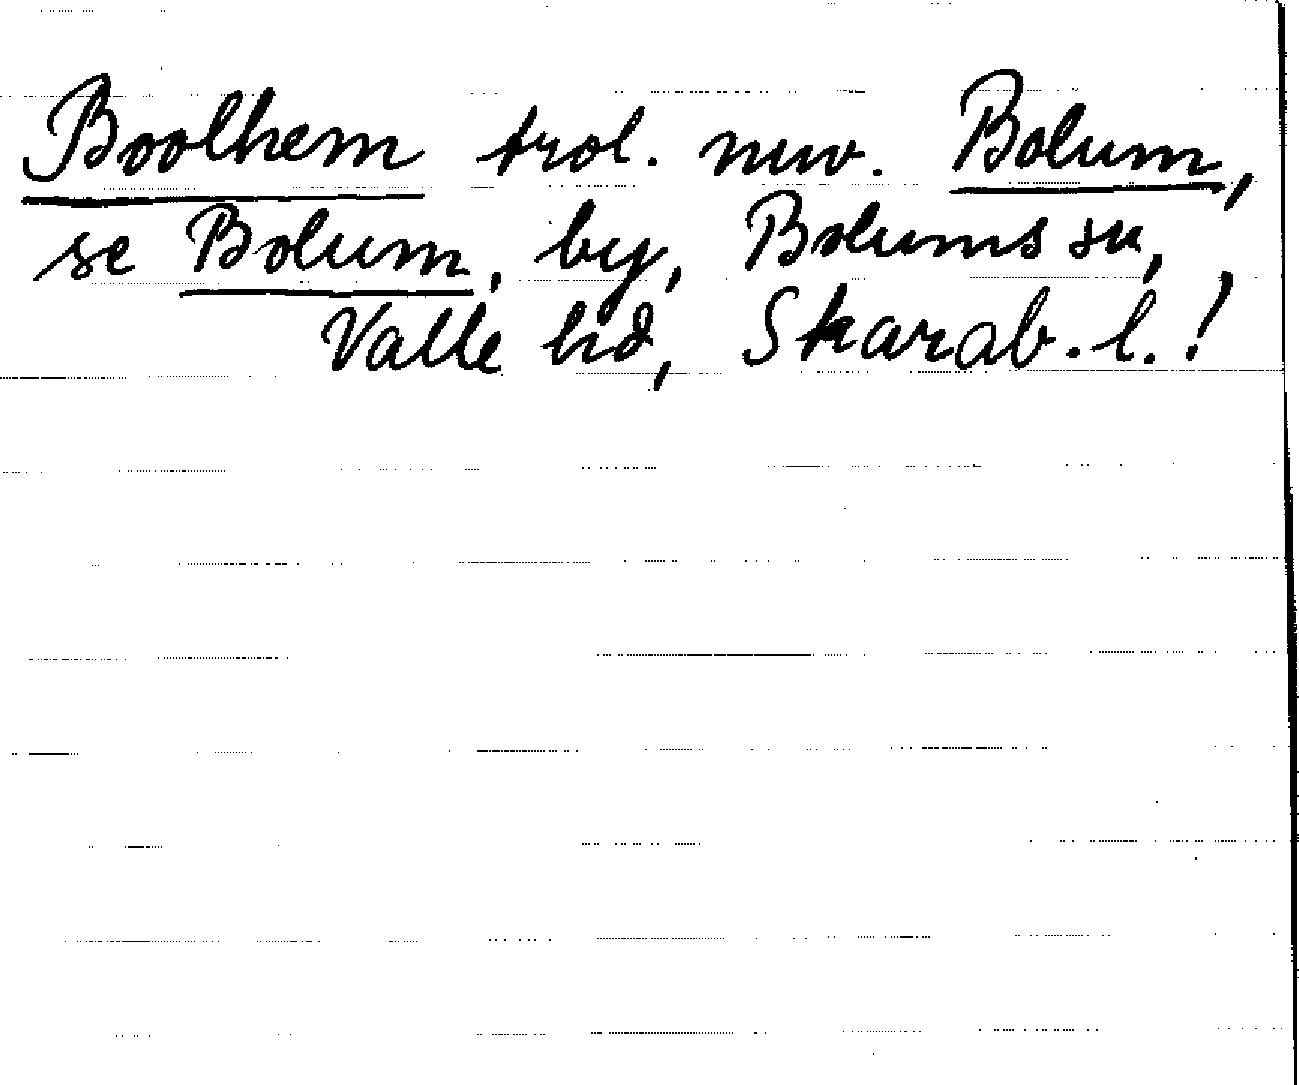 Boolhem trol. nuv. Bolum,
se Bolum, by, Bolums sn,
Valle hd, Skarab. l.!